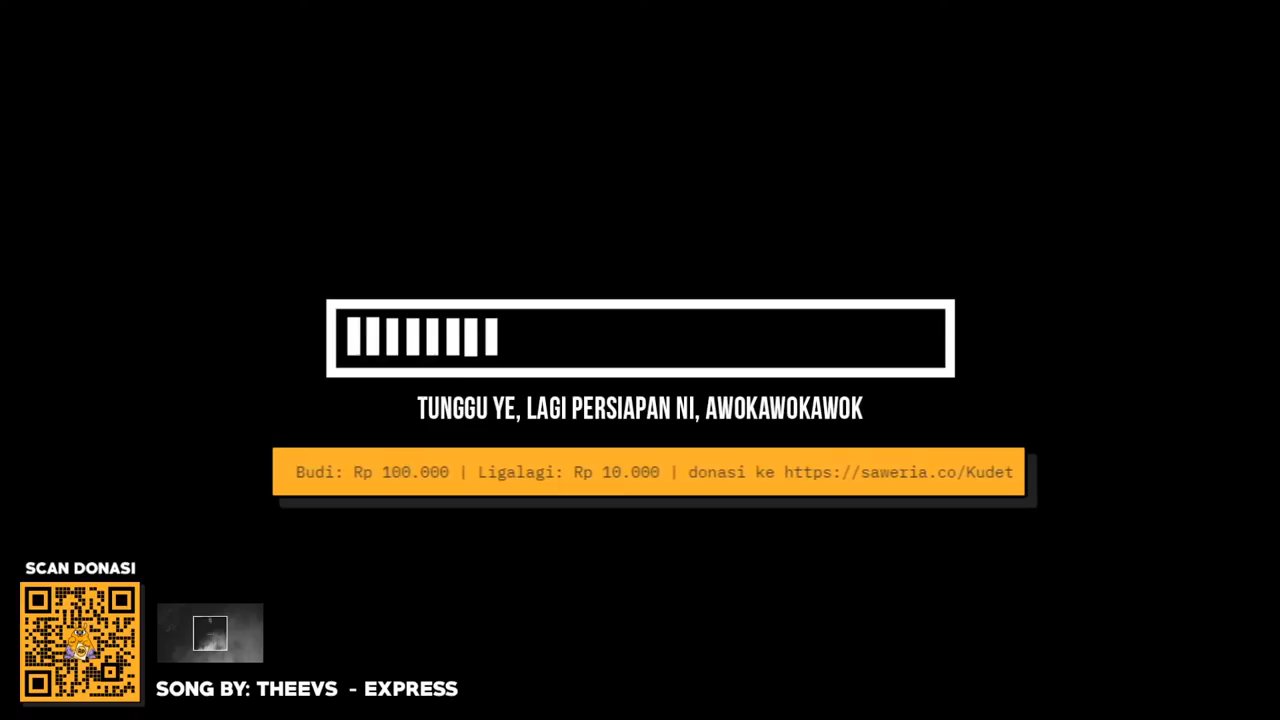 TUNGGU YE, LAGI PERSIAPAN NI, AWOKAWOKAWOK
Budi: Rp 100.000 | Ligalagi: Rp 10.000 | donasi ke https://saweria.co/Kudet
SCAN DONASI
SONG BY: THEEVS - EXPRESS